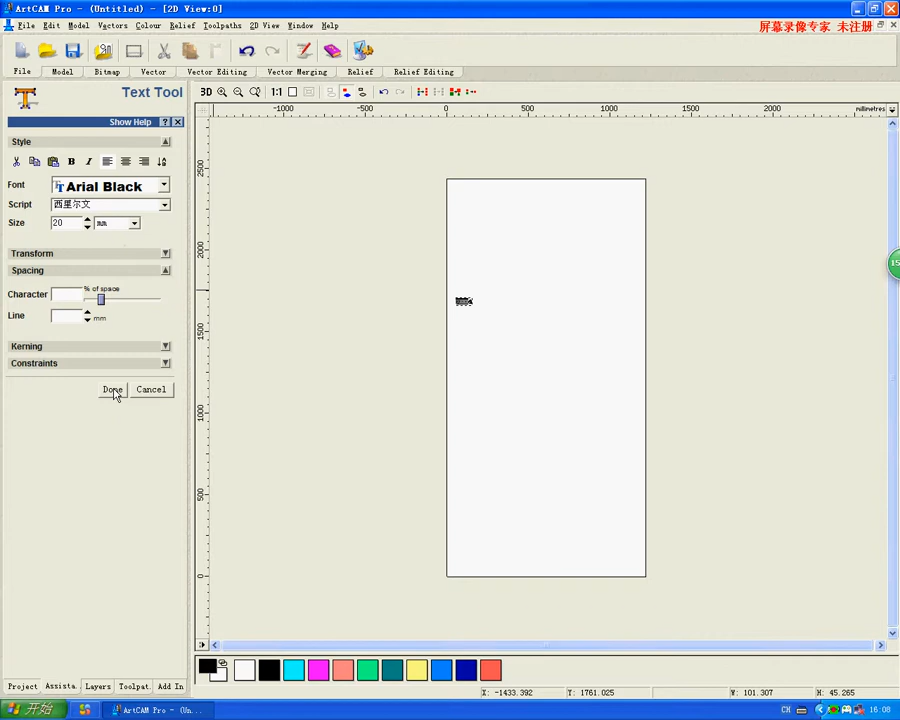 ArtCAM Pro - (Untitled) - [2D View:0]
File Edit Model Vectors Colour Relief Toolpaths 2D View Window Help
屏幕录像专家 未注册
File Model Bitmap Vector Vector Editing Vector Merging Relief Relief Editing
Text Tool
3D 1:1
Show Help ? X
-1000 -500 0 500 1000 1500 2000 millimetres
Style
B I
Font Arial Black
Script 西里尔文
Size 20 mm
Transform
Spacing
Character % of space
Line mm
Kerning
Constraints
Done Cancel
2500
2000
1500
1000
500
0
15
Project Assista. Layers Toolpat. Add In
X: -1433.392 Y: 1761.025 W: 101.307 H: 45.265
开始 ArtCAM Pro - (Un... CH 16:08